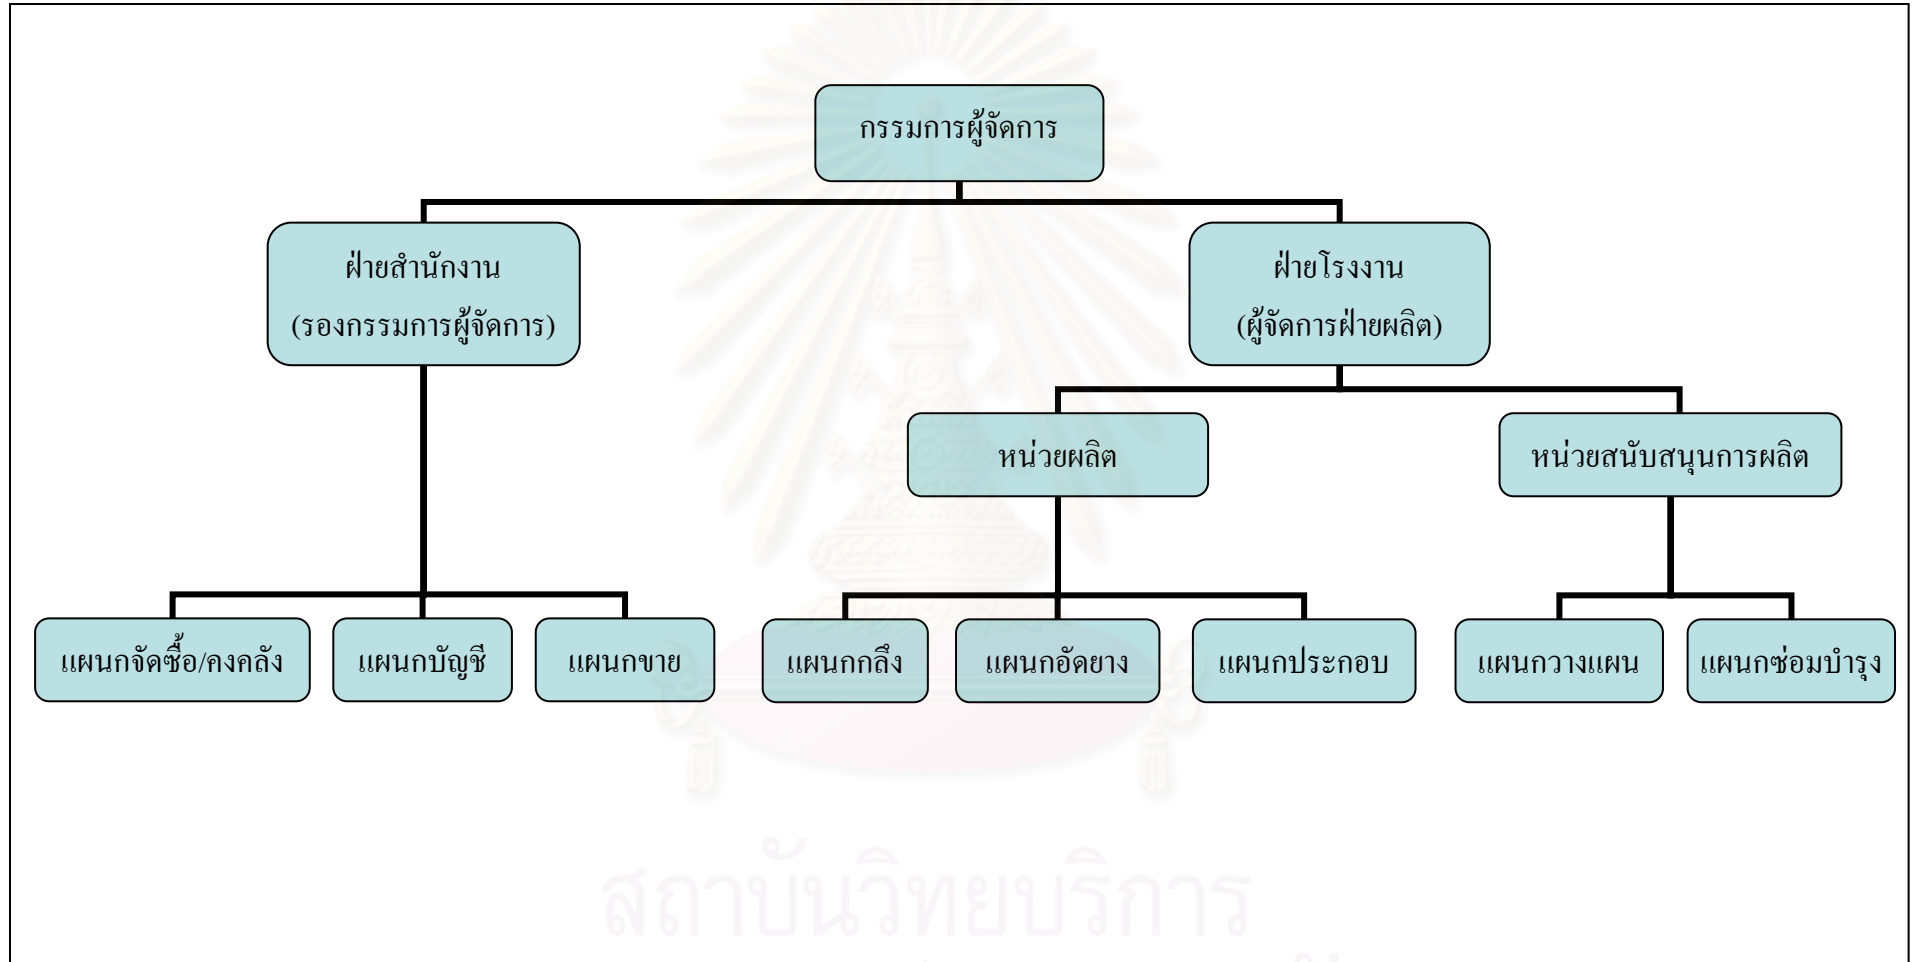 กรรมการผู้จัดการ
ฝ่ายสำนักงาน
(รองกรรมการผู้จัดการ)
ฝ่ายโรงงาน
(ผู้จัดการฝ่ายผลิต)
หน่วยผลิต
หน่วยสนับสนุนการผลิต
แผนกจัดซื้อ/คงคลัง
แผนกบัญชี
แผนกขาย
แผนกกลึง
แผนกอัดยาง
แผนกประกอบ
แผนกวางแผน
แผนกซ่อมบำรุง
สถาบันวิทยบริการ